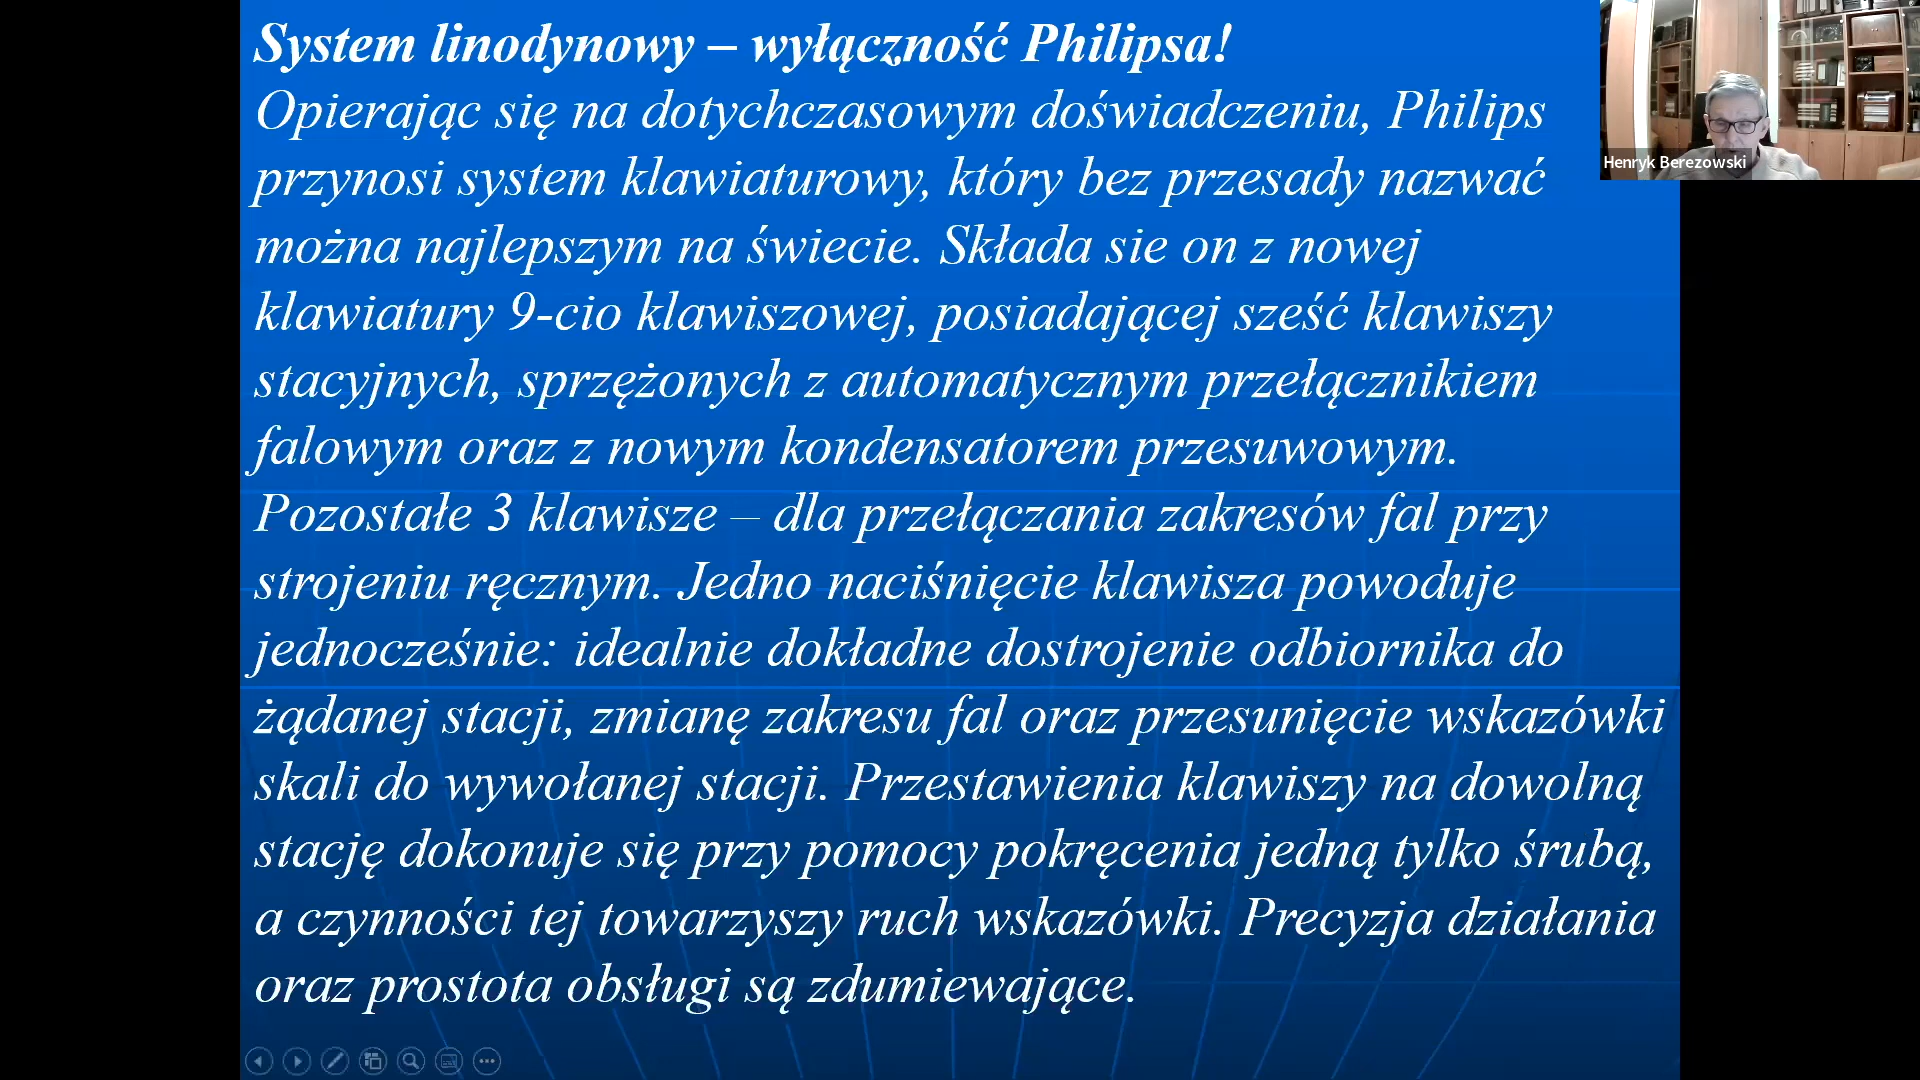 System linodynowy – wyłączność Philipsa!
Opierając się na dotychczasowym doświadczeniu, Philips
przynosi system klawiaturowy, który bez przesady nazwać
można najlepszym na świecie. Składa sie on z nowej
klawiatury 9-cio klawiszowej, posiadającej sześć klawiszy
stacyjnych, sprzężonych z automatycznym przełącznikiem
falowym oraz z nowym kondensatorem przesuwowym.
Pozostałe 3 klawisze – dla przełączania zakresów fal przy
strojeniu ręcznym. Jedno naciśnięcie klawisza powoduje
jednocześnie: idealnie dokładne dostrojenie odbiornika do
żądanej stacji, zmianę zakresu fal oraz przesunięcie wskazówki
skali do wywołanej stacji. Przestawienia klawiszy na dowolną
stację dokonuje się przy pomocy pokręcenia jedną tylko śrubą,
a czynności tej towarzyszy ruch wskazówki. Precyzja działania
oraz prostota obsługi są zdumiewające.
Henryk Berezowski